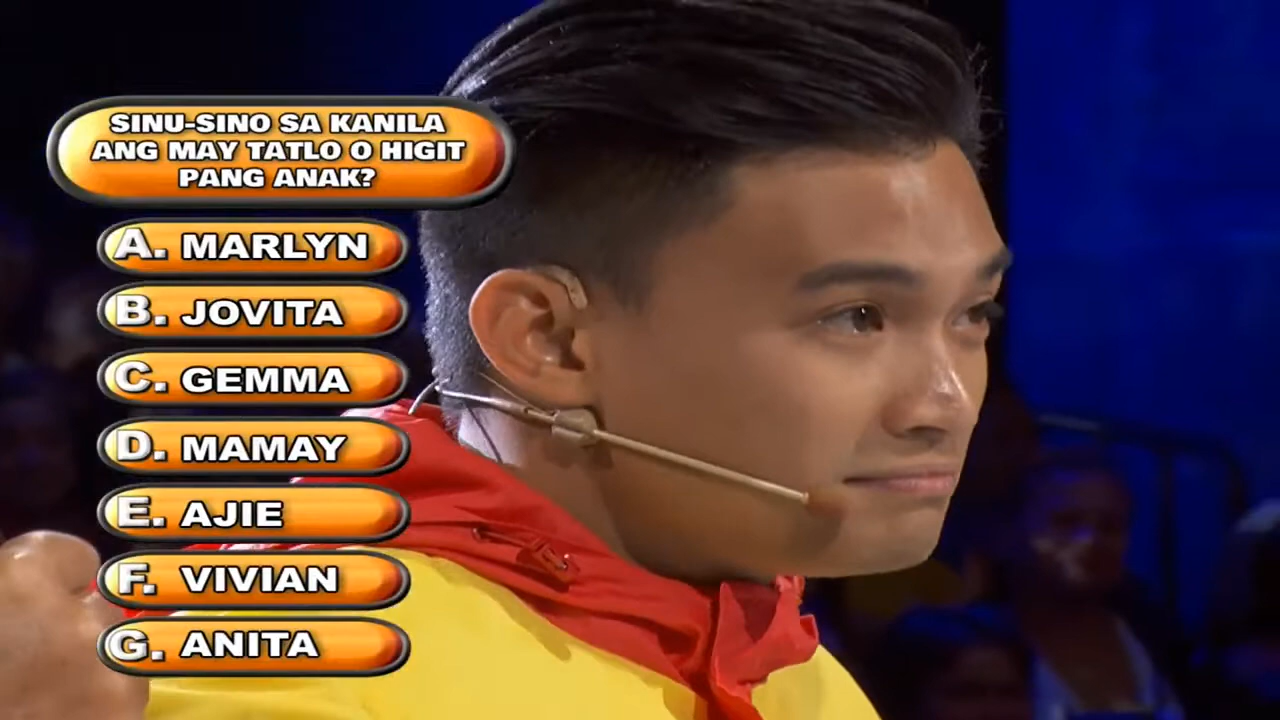 SINU-SINO SA KANILA
ANG MAY TATLO O HIGIT
PANG ANAK?
A. MARLYN
B. JOVITA
C. GEMMA
D. MAMAY
E. AJIE
F. VIVIAN
G. ANITA